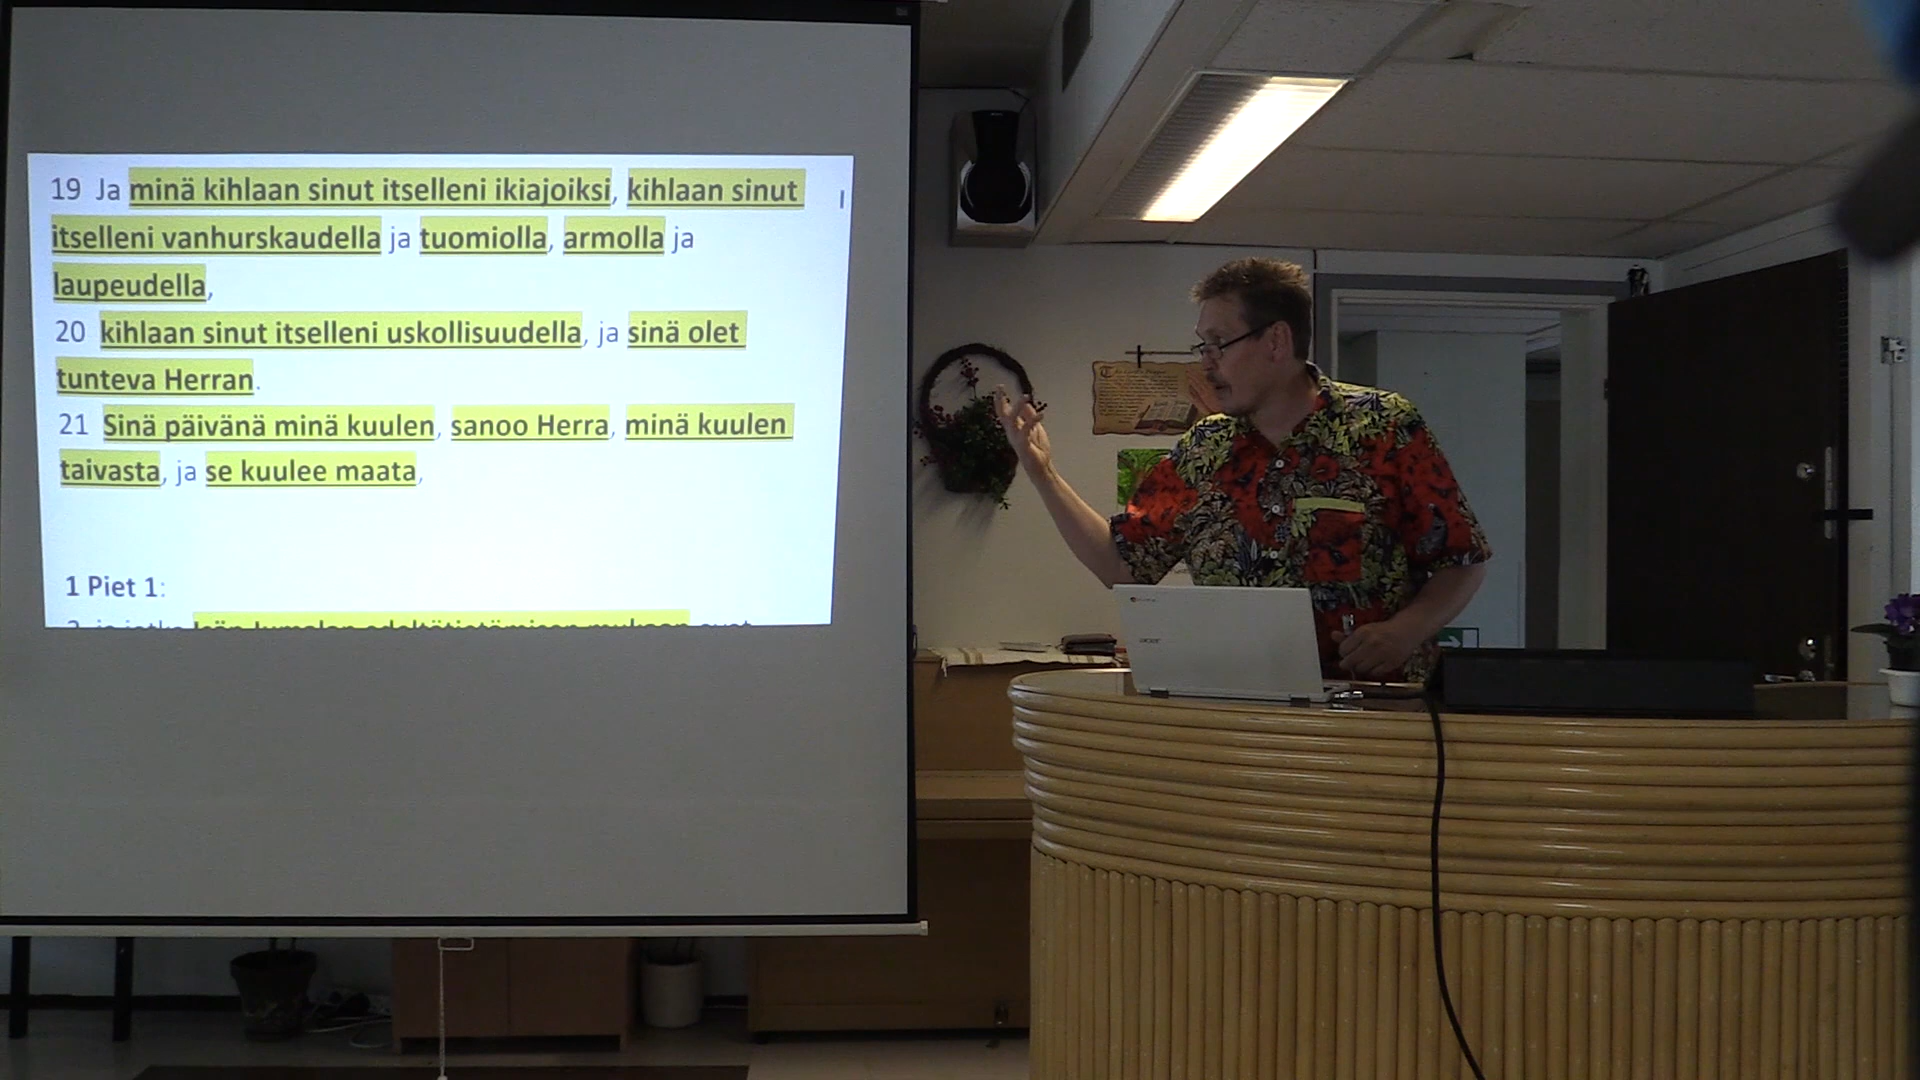 19 Ja minä kihlaan sinut itselleni ikiajoiksi, kihlaan sinut
itselleni vanhurskaudella ja tuomiolla, armolla ja
laupeudella,
20 kihlaan sinut itselleni uskollisuudella, ja sinä olet
tunteva Herran.
21 Sinä päivänä minä kuulen, sanoo Herra, minä kuulen
taivasta, ja se kuulee maata,
1 Piet 1:
acer